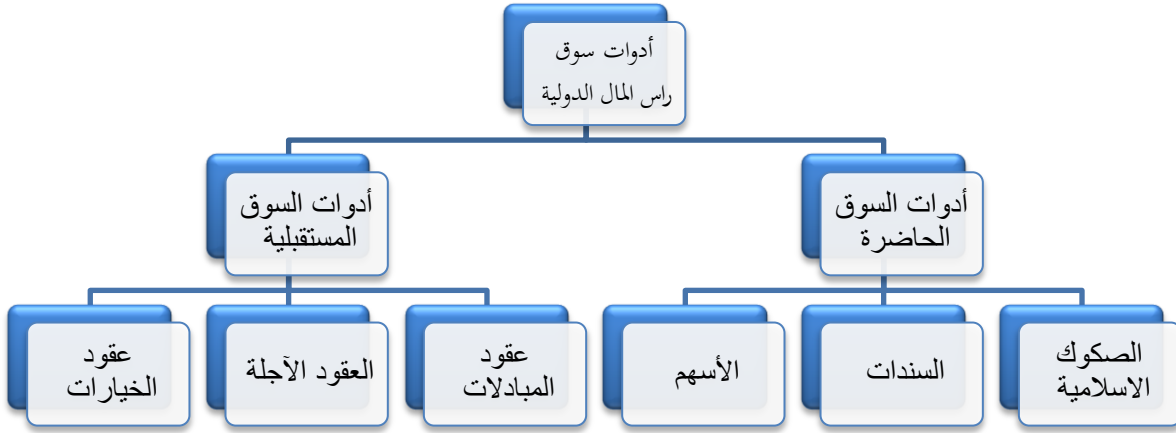 أدوات سوق
راس المال الدولية
أدوات السوق
الحاضرة
أدوات السوق
المستقبلية
الصكوك
الاسلامية
السندات
الأسهم
عقود
المبادلات
العقود الآجلة
عقود
الخيارات